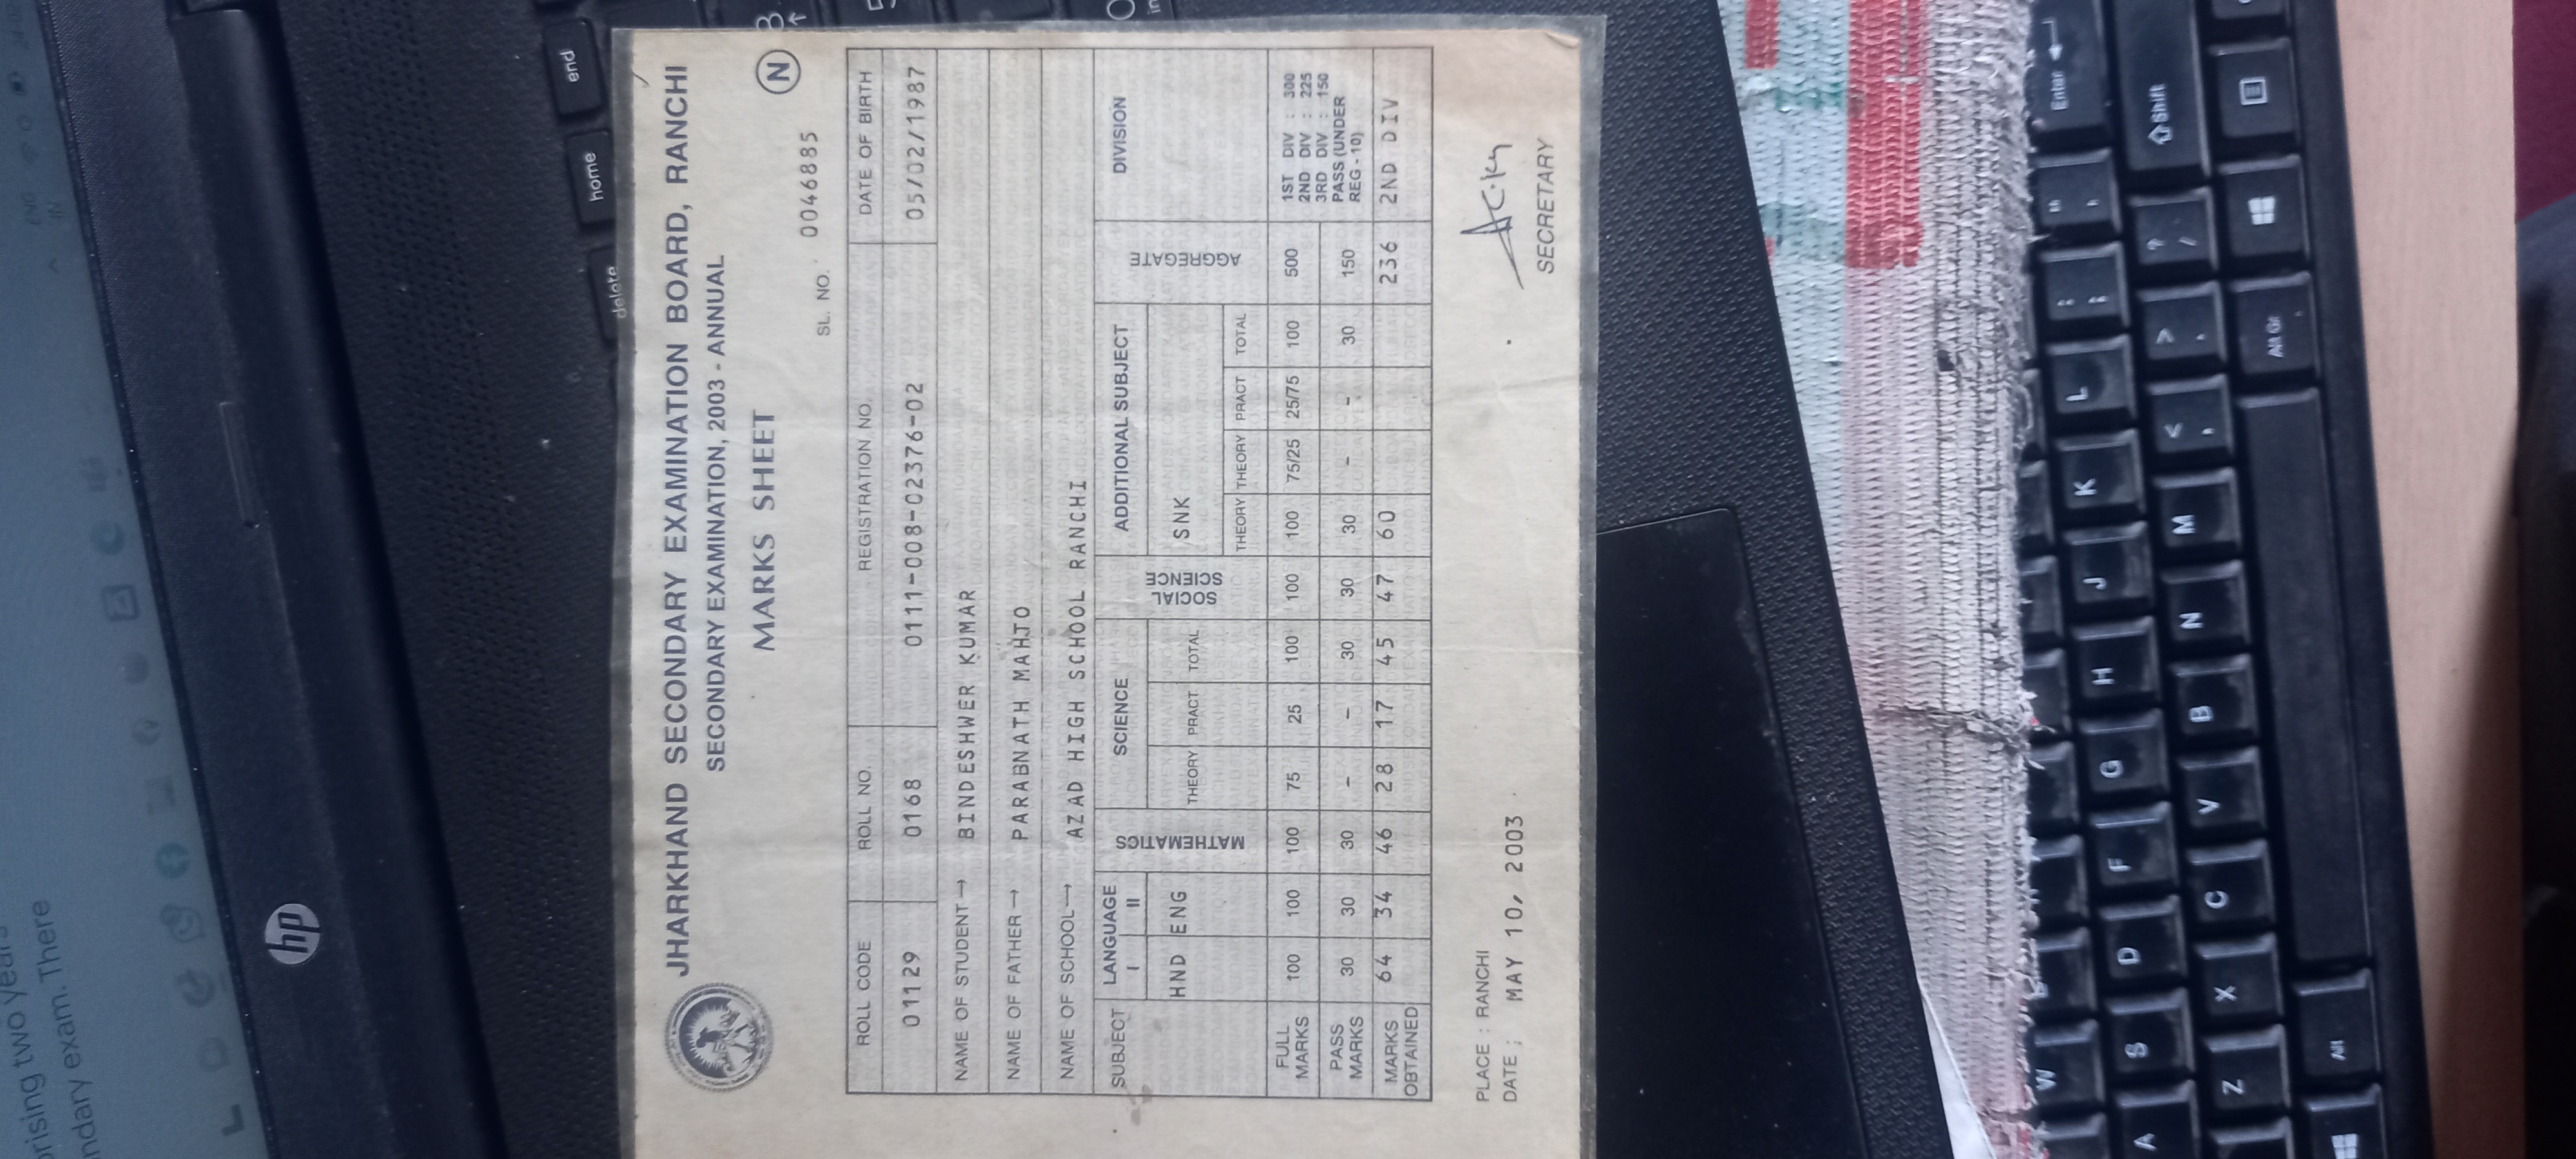 JHARKHAND SECONDARY EXAMINATION BOARD, RANCHI
SECONDARY EXAMINATION, 2003 - ANNUAL
MARKS SHEET
N
SL. NO. 0046885
ROLL CODE ROLL NO. REGISTRATION NO. DATE OF BIRTH
01129 0168 0111-008-02376-02 05/02/1987
NAME OF STUDENT→ BINDESHWER KUMAR
NAME OF FATHER → PARABNATH MAHTO
NAME OF SCHOOL→ AZAD HIGH SCHOOL RANCHI
SUBJECT LANGUAGE MATHEMATICS SCIENCE SOCIAL SCIENCE ADDITIONAL SUBJECT AGGREGATE DIVISION
I II
HND ENG SNK
THEORY PRACT TOTAL THEORY THEORY PRACT TOTAL
FULL MARKS 100 100 100 75 25 100 100 100 75/25 25/75 100 500
PASS MARKS 30 30 30 - - 30 30 30 - - 30 150
1ST DIV : 300
2ND DIV : 225
3RD DIV : 150
PASS (UNDER
REG - 10)
MARKS OBTAINED 64 34 46 28 17 45 47 60 236 2ND DIV
PLACE : RANCHI
DATE : MAY 10, 2003
SECRETARY
hp
end
home
delete
rising two years
ndary exam. There
ENG
IN
Enter
Shift
L
K
J
H
G
F
D
S
A
W
M
N
B
V
C
X
Z
Alt Gr
Alt